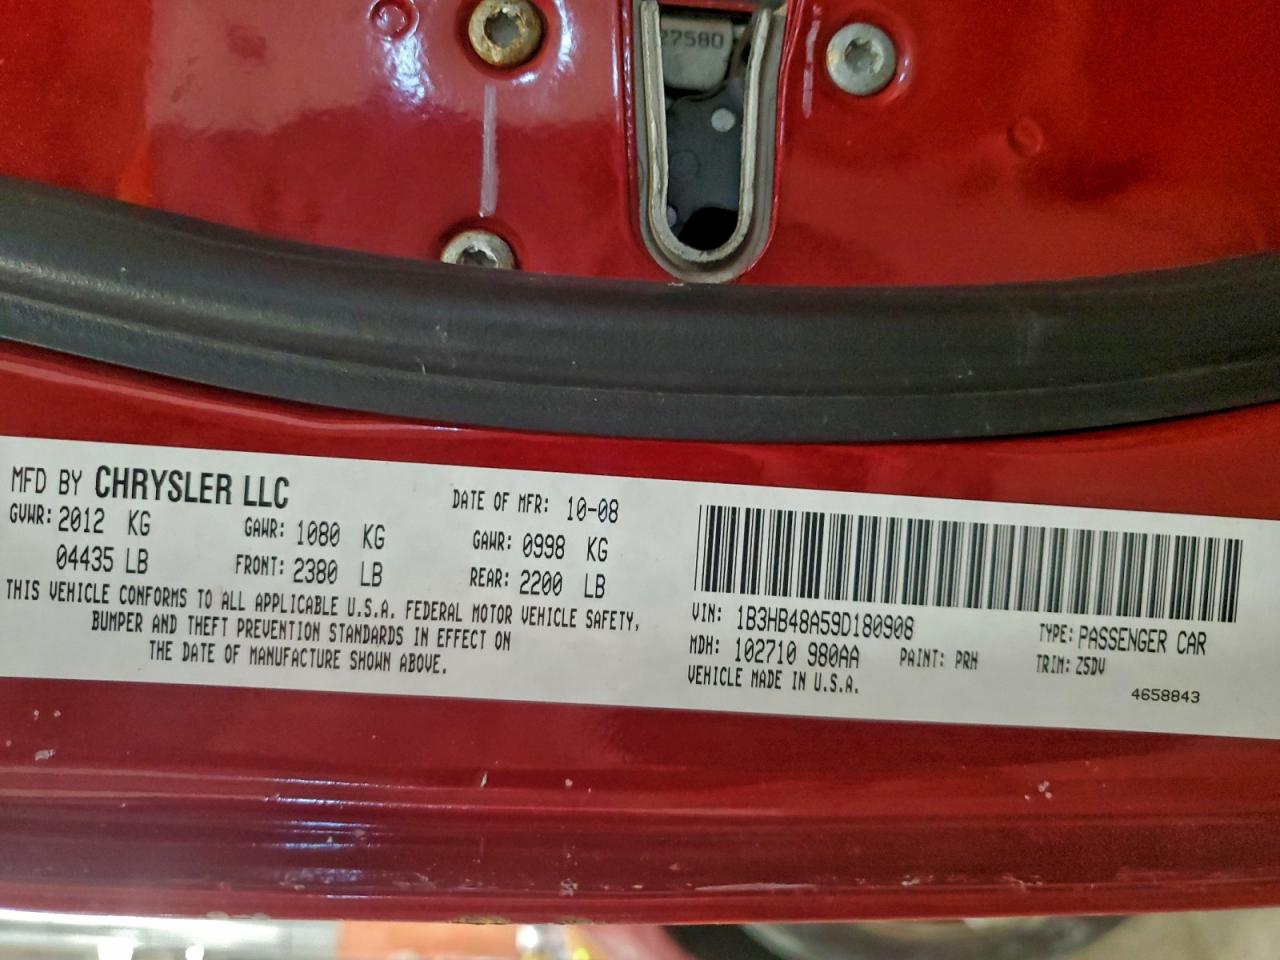 27580
MFD BY CHRYSLER LLC
DATE OF MFR: 10-08
GVWR: 2012 KG
GAWR: 1080 KG
GAWR: 0998 KG
04435 LB
FRONT: 2380 LB
REAR: 2200 LB
THIS VEHICLE CONFORMS TO ALL APPLICABLE U.S.A. FEDERAL MOTOR VEHICLE SAFETY,
BUMPER AND THEFT PREVENTION STANDARDS IN EFFECT ON
THE DATE OF MANUFACTURE SHOWN ABOVE.
VIN: 1B3HB48A59D180908
TYPE: PASSENGER CAR
MDH: 102710 980AA
PAINT: PRH
TRIM: Z5DV
VEHICLE MADE IN U.S.A.
4658843